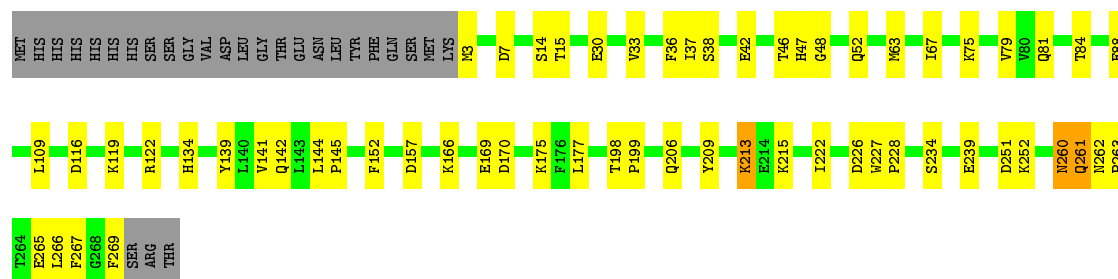 MET HIS HIS HIS HIS HIS HIS SER SER GLY VAL ASP LEU GLY THR GLU ASN LEU TYR PHE GLN SER MET LYS M3 D7 S14 T15 E30 V33 F36 I37 S38 E42 T46 H47 G48 Q52 M63 I67 K75 V79 V80 Q81 T84
L109 D116 K119 R122 H134 Y139 L140 V141 Q142 L143 L144 P145 F152 D157 K166 E169 D170 K175 F176 L177 T198 P199 Q206 Y209 K213 E214 K215 I222 D226 W227 P228 S234 E239 D251 K252 N260 Q261 N262
T264 E265 L266 F267 G268 F269 SER ARG THR